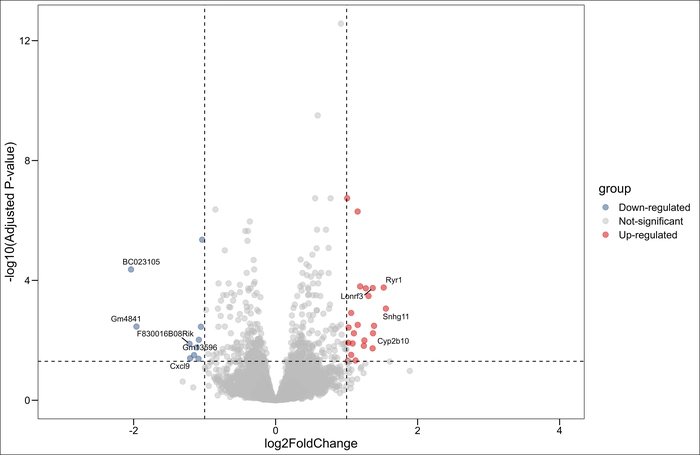 12
8
4
0
-log10(Adjusted P-value)
BC023105
Gm4841
F830016B08Rik
Gm13596
Cxcl9
Ryr1
Lonrf3
Snhg11
Cyp2b10
-2
0
2
4
log2FoldChange
group
Down-regulated
Not-significant
Up-regulated